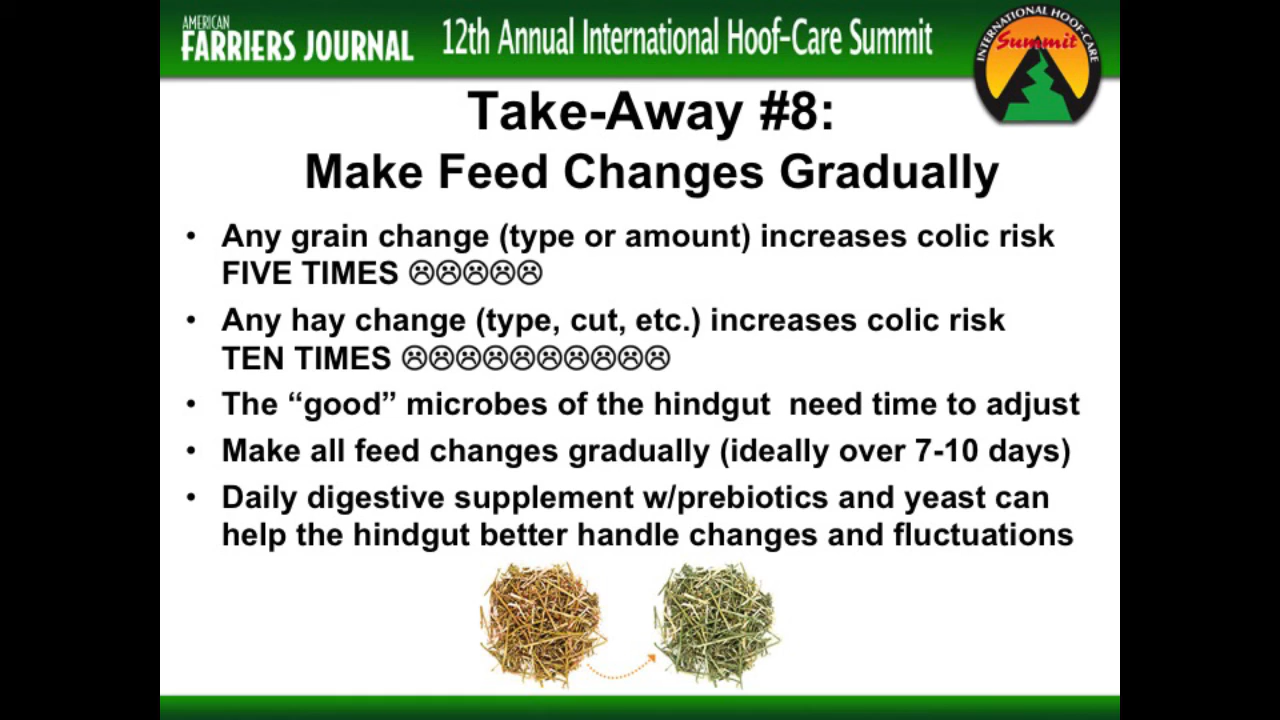 AMERICAN
FARRIERS JOURNAL
12th Annual International Hoof-Care Summit
INTERNATIONAL HOOF-CARE
Summit
Take-Away #8:
Make Feed Changes Gradually
• Any grain change (type or amount) increases colic risk
FIVE TIMES ☹☹☹☹☹
• Any hay change (type, cut, etc.) increases colic risk
TEN TIMES ☹☹☹☹☹☹☹☹☹☹
• The “good” microbes of the hindgut  need time to adjust
• Make all feed changes gradually (ideally over 7-10 days)
• Daily digestive supplement w/prebiotics and yeast can
help the hindgut better handle changes and fluctuations